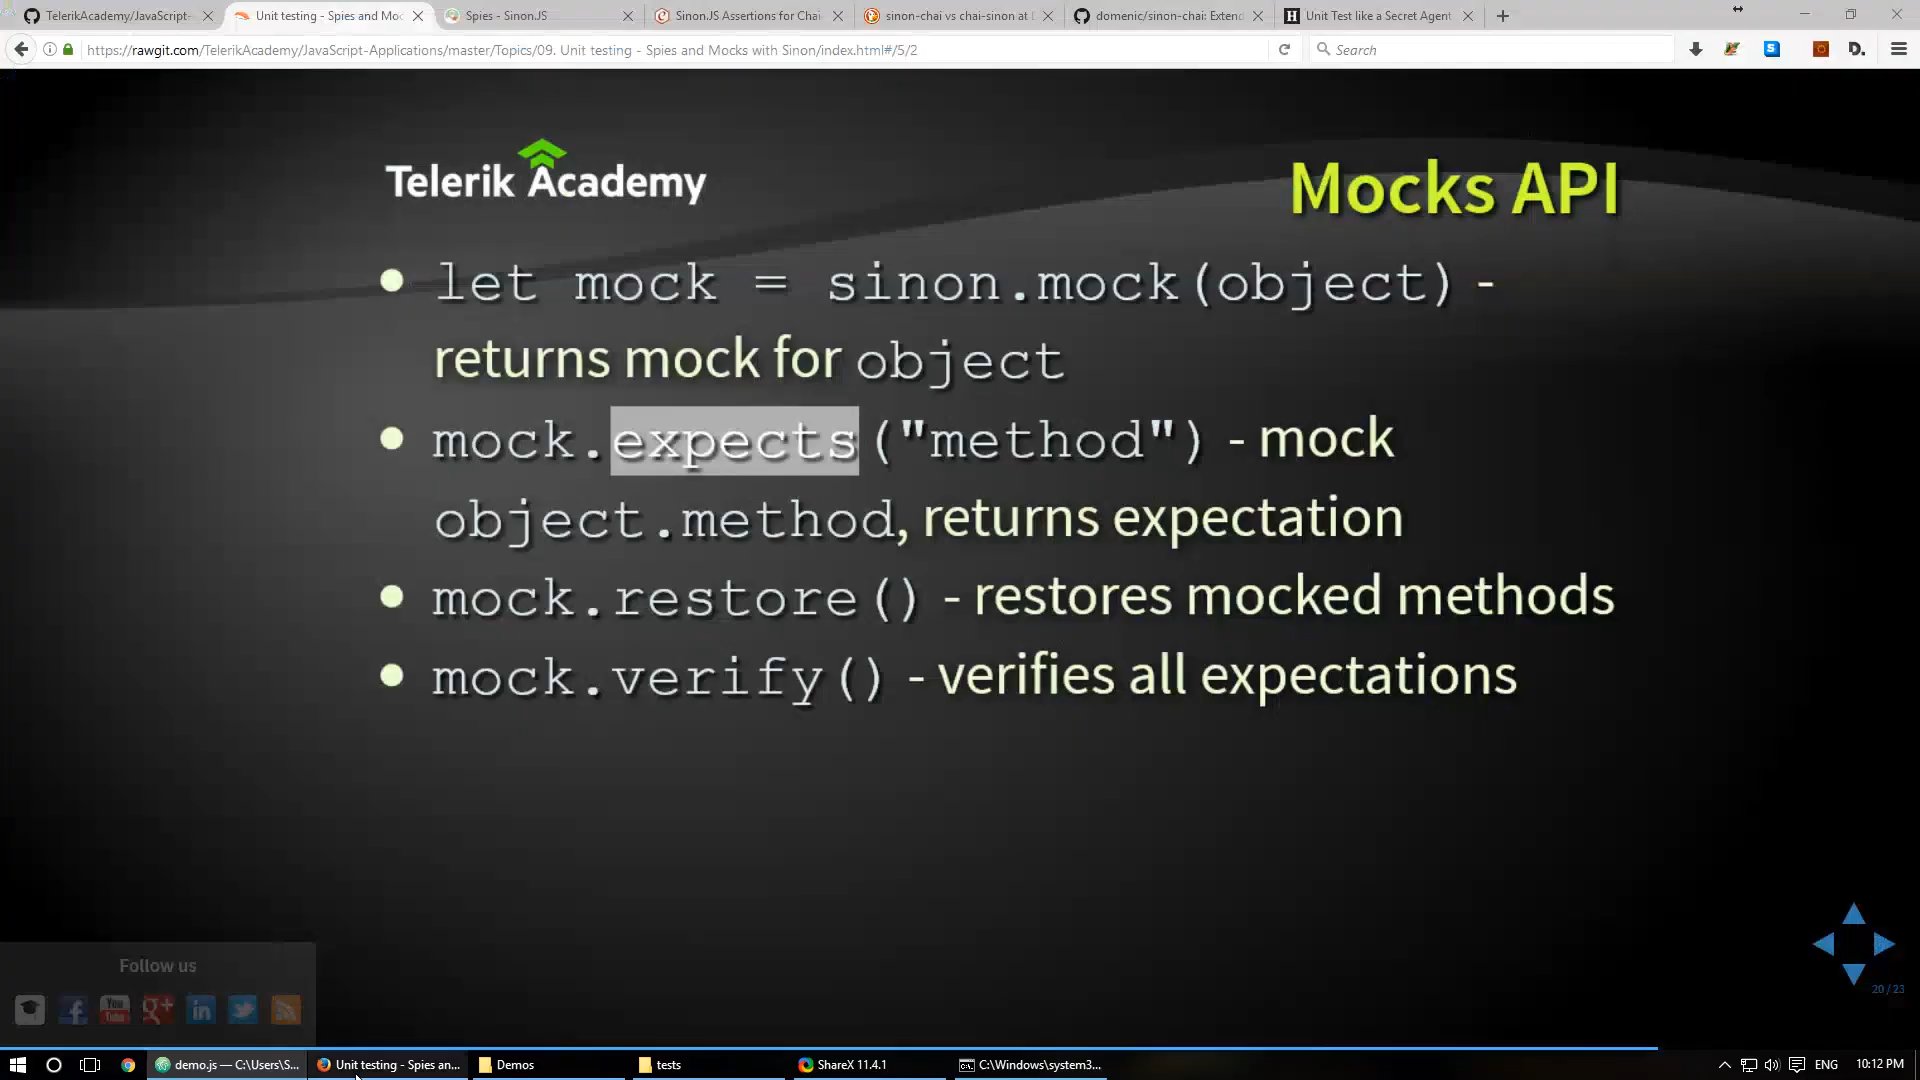 TelerikAcademy/JavaScript-
Unit testing - Spies and Moc
Spies - Sinon.JS
Sinon.JS Assertions for Chai
sinon-chai vs chai-sinon at
domenic/sinon-chai: Extend
Unit Test like a Secret Agent
https://rawgit.com/TelerikAcademy/JavaScript-Applications/master/Topics/09. Unit testing - Spies and Mocks with Sinon/index.html#/5/2
Search
Telerik Academy
Mocks API
let mock = sinon.mock(object) -
returns mock for object
mock.expects("method") - mock
object.method, returns expectation
mock.restore() - restores mocked methods
mock.verify() - verifies all expectations
Follow us
You
Tube
g+
in
20 / 23
demo.js — C:\Users\S...
Unit testing - Spies an...
Demos
tests
ShareX 11.4.1
C:\Windows\system3...
ENG
10:12 PM